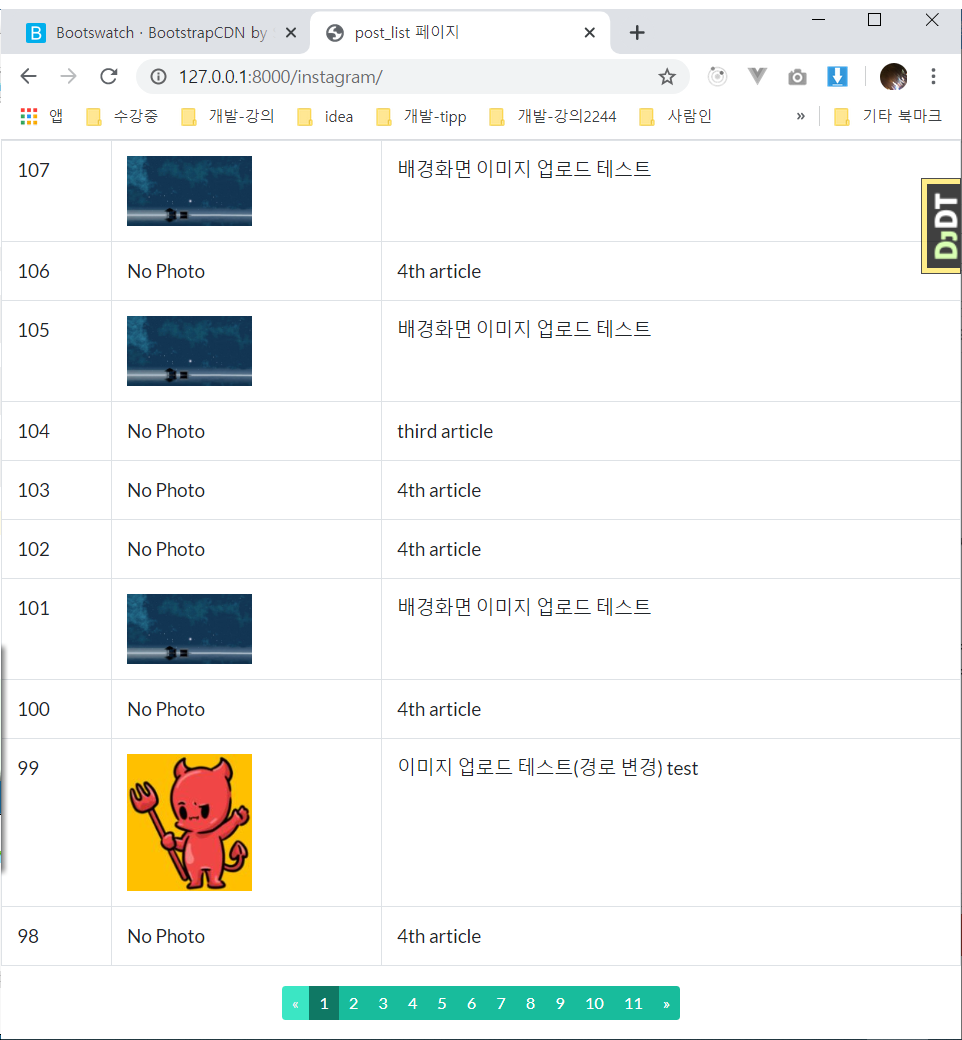 Bootswatch · BootstrapCDN by
post_list 페이지
127.0.0.1:8000/instagram/
앱 수강중 개발-강의 idea 개발-tipp 개발-강의2244 사람인 » 기타 북마크
107 배경화면 이미지 업로드 테스트
DJDT
106 No Photo 4th article
105 배경화면 이미지 업로드 테스트
104 No Photo third article
103 No Photo 4th article
102 No Photo 4th article
101 배경화면 이미지 업로드 테스트
100 No Photo 4th article
99 이미지 업로드 테스트(경로 변경) test
98 No Photo 4th article
« 1 2 3 4 5 6 7 8 9 10 11 »